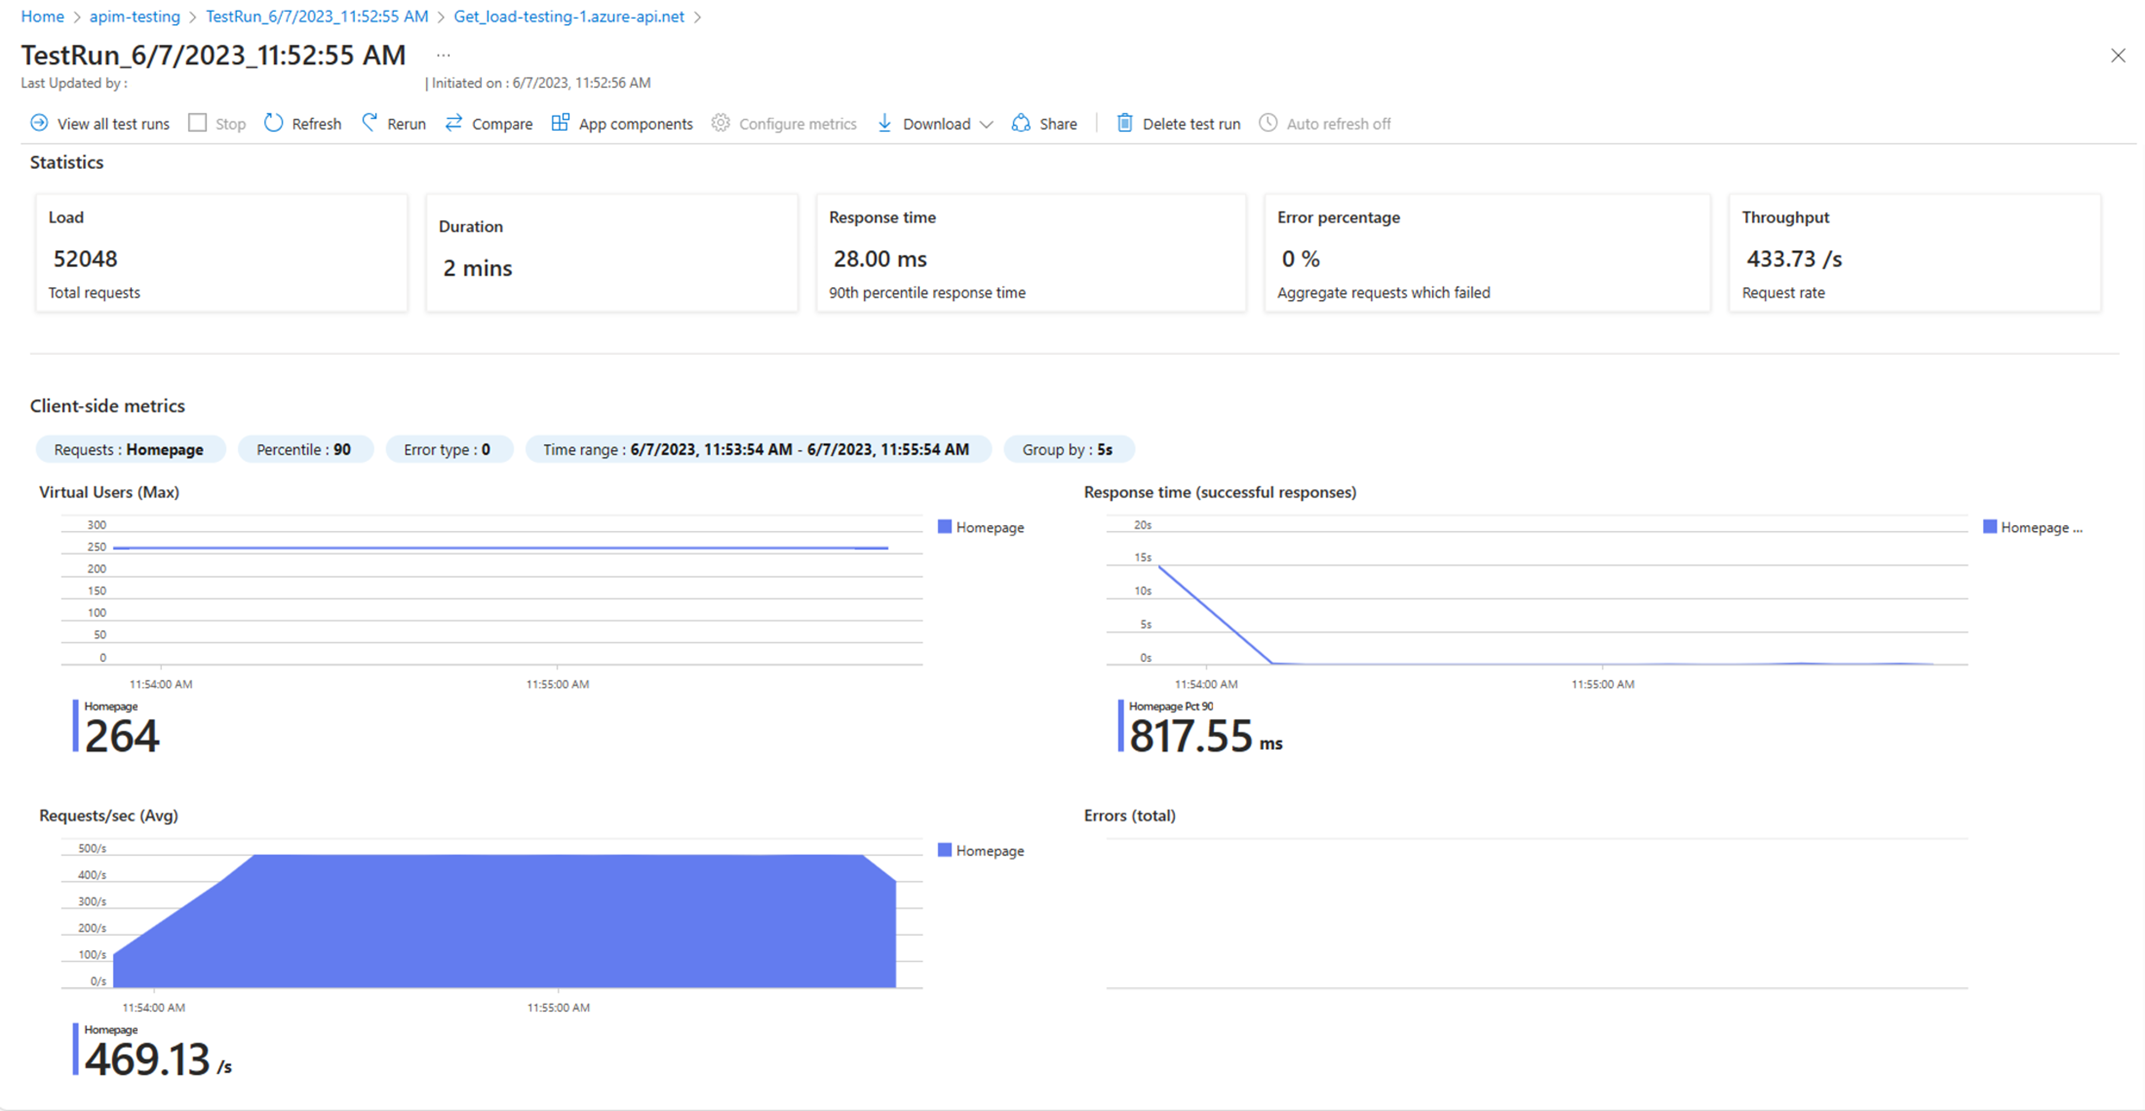 Home > apim-testing > TestRun_6/7/2023_11:52:55 AM > Get_load-testing-1.azure-api.net >
TestRun_6/7/2023_11:52:55 AM ...
Last Updated by : | Initiated on : 6/7/2023, 11:52:56 AM
View all test runs Stop Refresh Rerun Compare App components Configure metrics Download Share Delete test run Auto refresh off
Statistics
Load
52048
Total requests
Duration
2 mins
Response time
28.00 ms
90th percentile response time
Error percentage
0 %
Aggregate requests which failed
Throughput
433.73 /s
Request rate
Client-side metrics
Requests : Homepage Percentile : 90 Error type : 0 Time range : 6/7/2023, 11:53:54 AM - 6/7/2023, 11:55:54 AM Group by : 5s
Virtual Users (Max)
300
250
200
150
100
50
0
11:54:00 AM 11:55:00 AM
Homepage
Homepage
264
Response time (successful responses)
20s
15s
10s
5s
0s
11:54:00 AM 11:55:00 AM
Homepage ...
Homepage Pct 90
817.55 ms
Requests/sec (Avg)
500/s
400/s
300/s
200/s
100/s
0/s
11:54:00 AM 11:55:00 AM
Homepage
Homepage
469.13 /s
Errors (total)